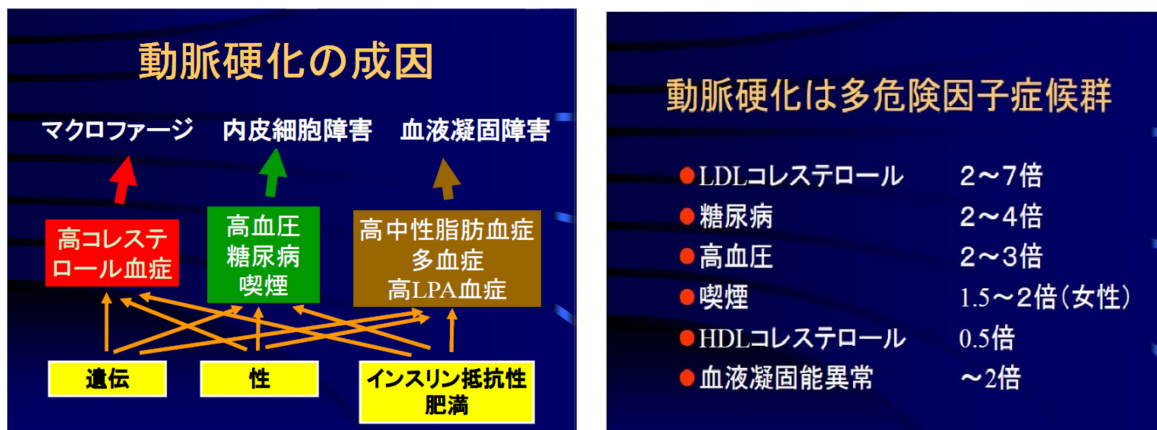 動脈硬化の成因
マクロファージ
内皮細胞障害
血液凝固障害
高コレステ
ロール血症
高血圧
糖尿病
喫煙
高中性脂肪血症
多血症
高LPA血症
遺伝
性
インスリン抵抗性
肥満
動脈硬化は多危険因子症候群
LDLコレステロール 2～7倍
糖尿病 2～4倍
高血圧 2～3倍
喫煙 1.5～2倍(女性)
HDLコレステロール 0.5倍
血液凝固能異常 ～2倍